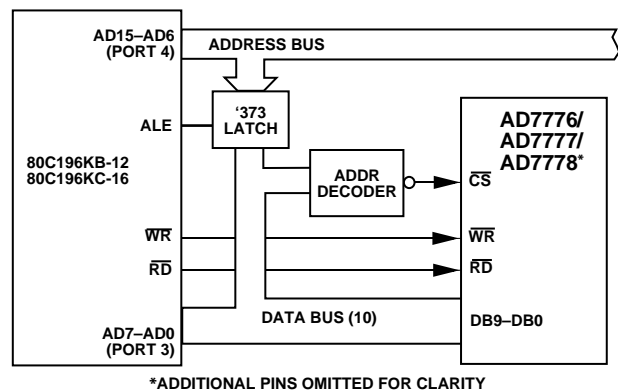 AD15–AD6
(PORT 4)
ADDRESS BUS
ALE
'373
LATCH
80C196KB-12
80C196KC-16
ADDR
DECODER
AD7776/
AD7777/
AD7778*
CS
WR
WR
RD
RD
DATA BUS (10)
DB9–DB0
AD7–AD0
(PORT 3)
*ADDITIONAL PINS OMITTED FOR CLARITY